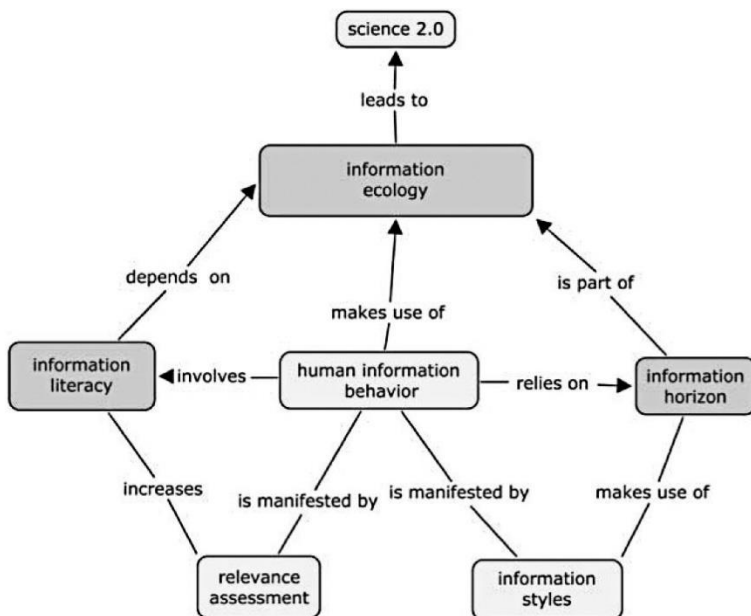 science 2.0
leads to
information
ecology
depends on
is part of
makes use of
information
literacy
involves
human information
behavior
relies on
information
horizon
increases
is manifested by
is manifested by
makes use of
relevance
assessment
information
styles